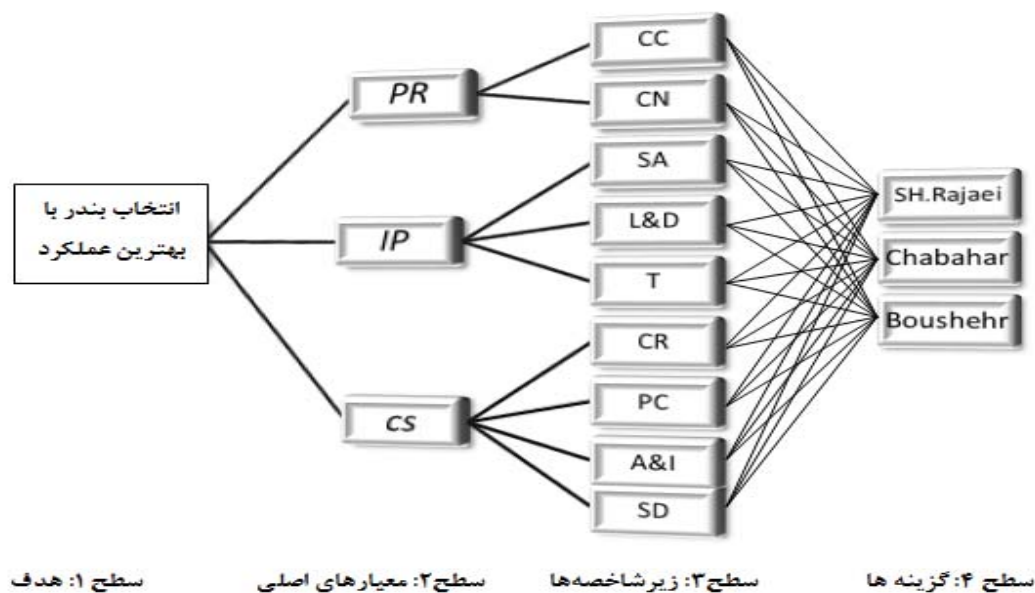 انتخاب بندر با
بهترین عملکرد
PR
IP
CS
CC
CN
SA
L&D
T
CR
PC
A&I
SD
SH.Rajaei
Chabahar
Boushehr
سطح ۱: هدف
سطح۲: معیارهای اصلی
سطح۳: زیرشاخصه‌ها
سطح ۴: گزینه ها